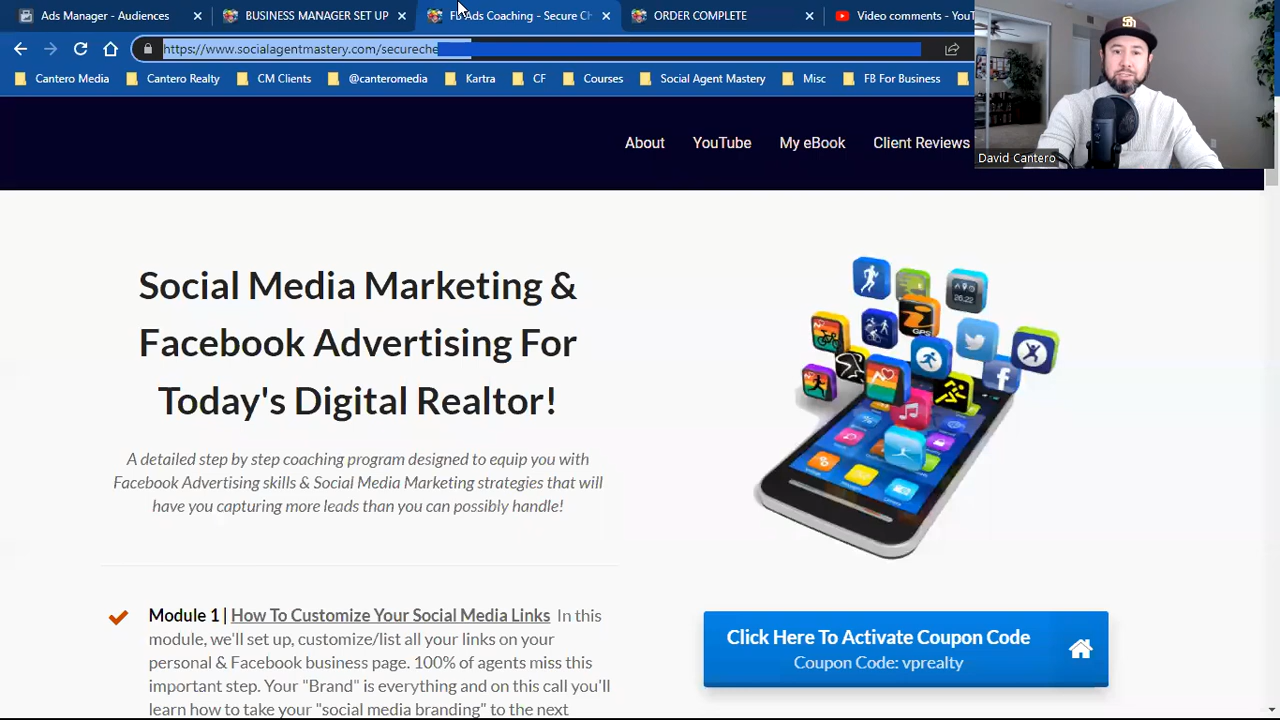 Ads Manager - Audiences
BUSINESS MANAGER SET UP
Ads Coaching - Secure Ch
ORDER COMPLETE
Video comments - You
https://www.socialagentmastery.com/secureche
Cantero Media
Cantero Realty
CM Clients
@canteromedia
Kartra
CF
Courses
Social Agent Mastery
Misc
FB For Business
About
YouTube
My eBook
Client Reviews
David Cantero
Social Media Marketing &
Facebook Advertising For
Today's Digital Realtor!
A detailed step by step coaching program designed to equip you with
Facebook Advertising skills & Social Media Marketing strategies that will
have you capturing more leads than you can possibly handle!
Module 1 | How To Customize Your Social Media Links In this
module, we'll set up, customize/list all your links on your
personal & Facebook business page. 100% of agents miss this
important step. Your "Brand" is everything and on this call you'll
learn how to take your "social media branding" to the next
GPS
26.22
Click Here To Activate Coupon Code
Coupon Code: vprealty